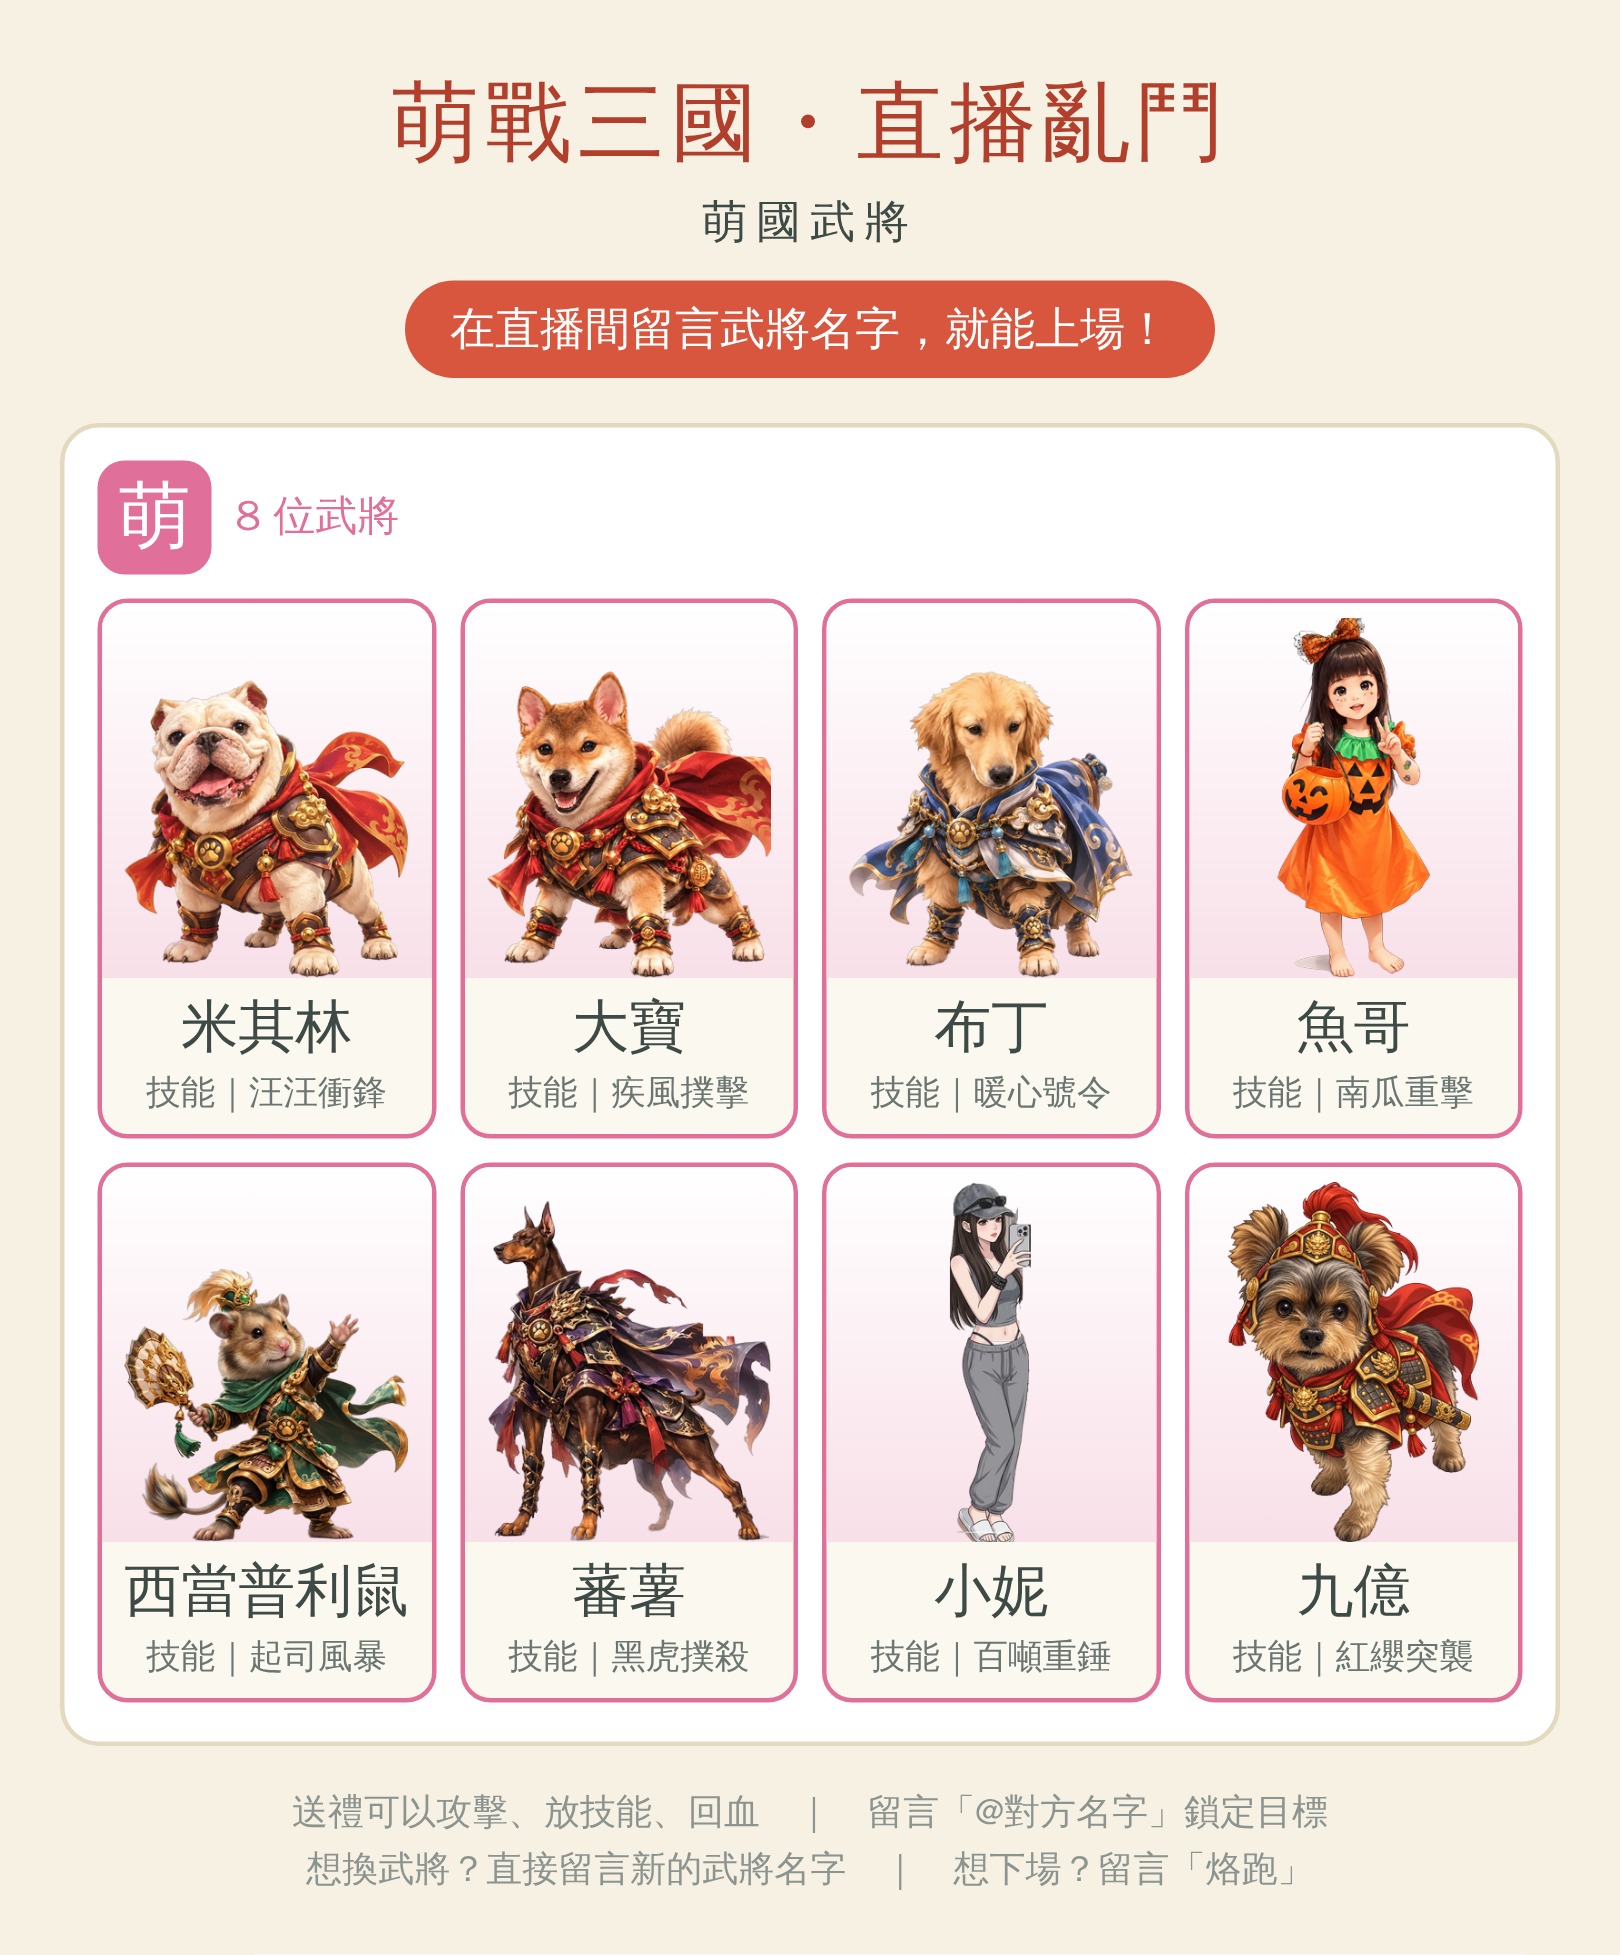 萌戰三國・直播亂鬥
萌國武將
在直播間留言武將名字，就能上場！
萌 8 位武將
米其林 大寶 布丁 魚哥
技能｜汪汪衝鋒 技能｜疾風撲擊 技能｜暖心號令 技能｜南瓜重擊
西當普利鼠 蕃薯 小妮 九億
技能｜起司風暴 技能｜黑虎撲殺 技能｜百噸重錘 技能｜紅纓突襲
送禮可以攻擊、放技能、回血 ｜ 留言「@對方名字」鎖定目標
想換武將？直接留言新的武將名字 ｜ 想下場？留言「烙跑」